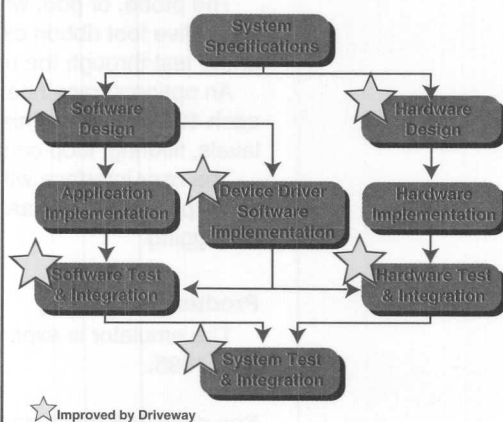 System
Specifications
Software
Design
Hardware
Design
Application
Implementation
Device Driver
Software
Implementation
Hardware
Implementation
Software Test
& Integration
Hardware Test
& Integration
System Test
& Integration
Improved by Driveway